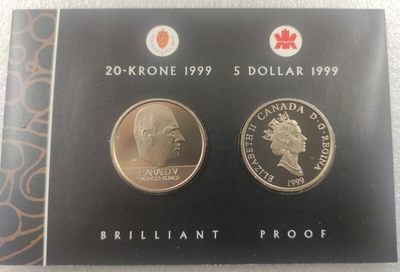 20-KRONE 1999
5 DOLLAR 1999
HARALD V
NORGES KONGE
ELIZABETH II CANADA D·G·REGINA
1999
BRILLIANT PROOF